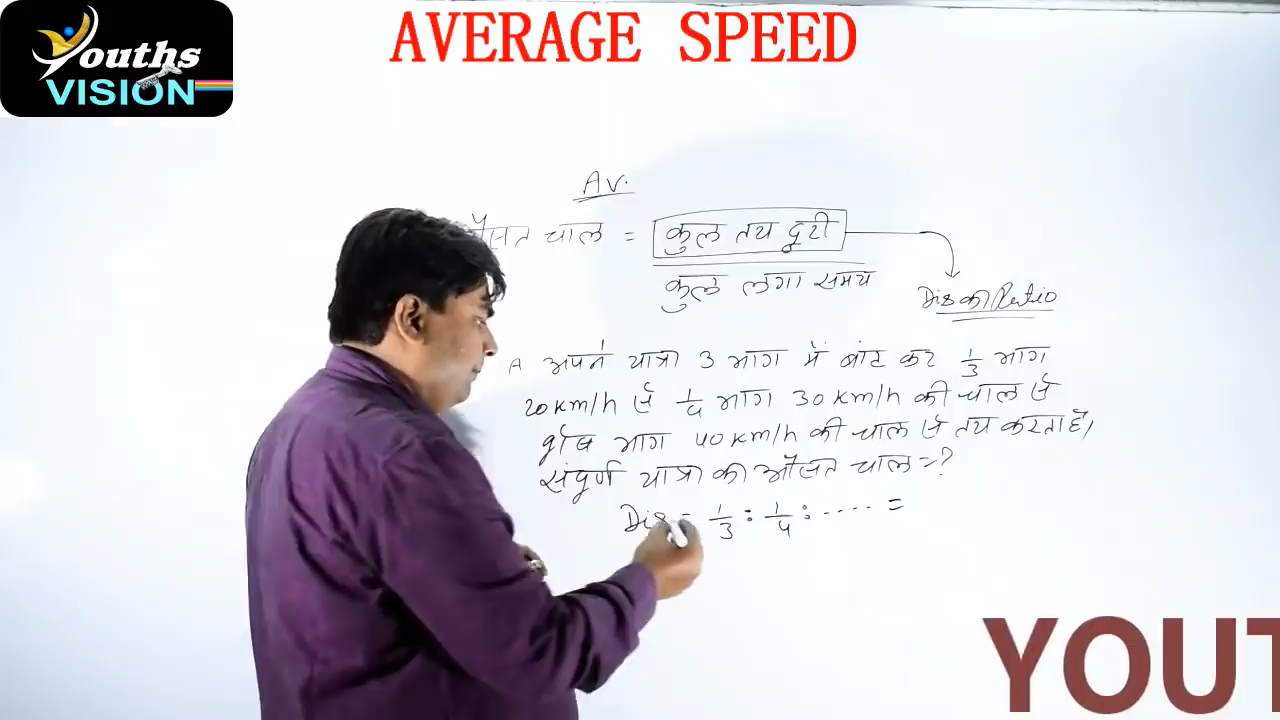 Youths
VISION
AVERAGE SPEED
Av.
औसत चाल = कुल तय दूरी
कुल लगा समय
Dis का Ratio
A अपने यात्रा 3 भाग में बांट कर 1/3 भाग
20 km/h से 1/4 भाग 30 km/h की चाल से
शेष भाग 40 km/h की चाल से तय करता है,
संपूर्ण यात्रा की औसत चाल = ?
Dis = 1/3 : 1/4 : .... =
YOUT